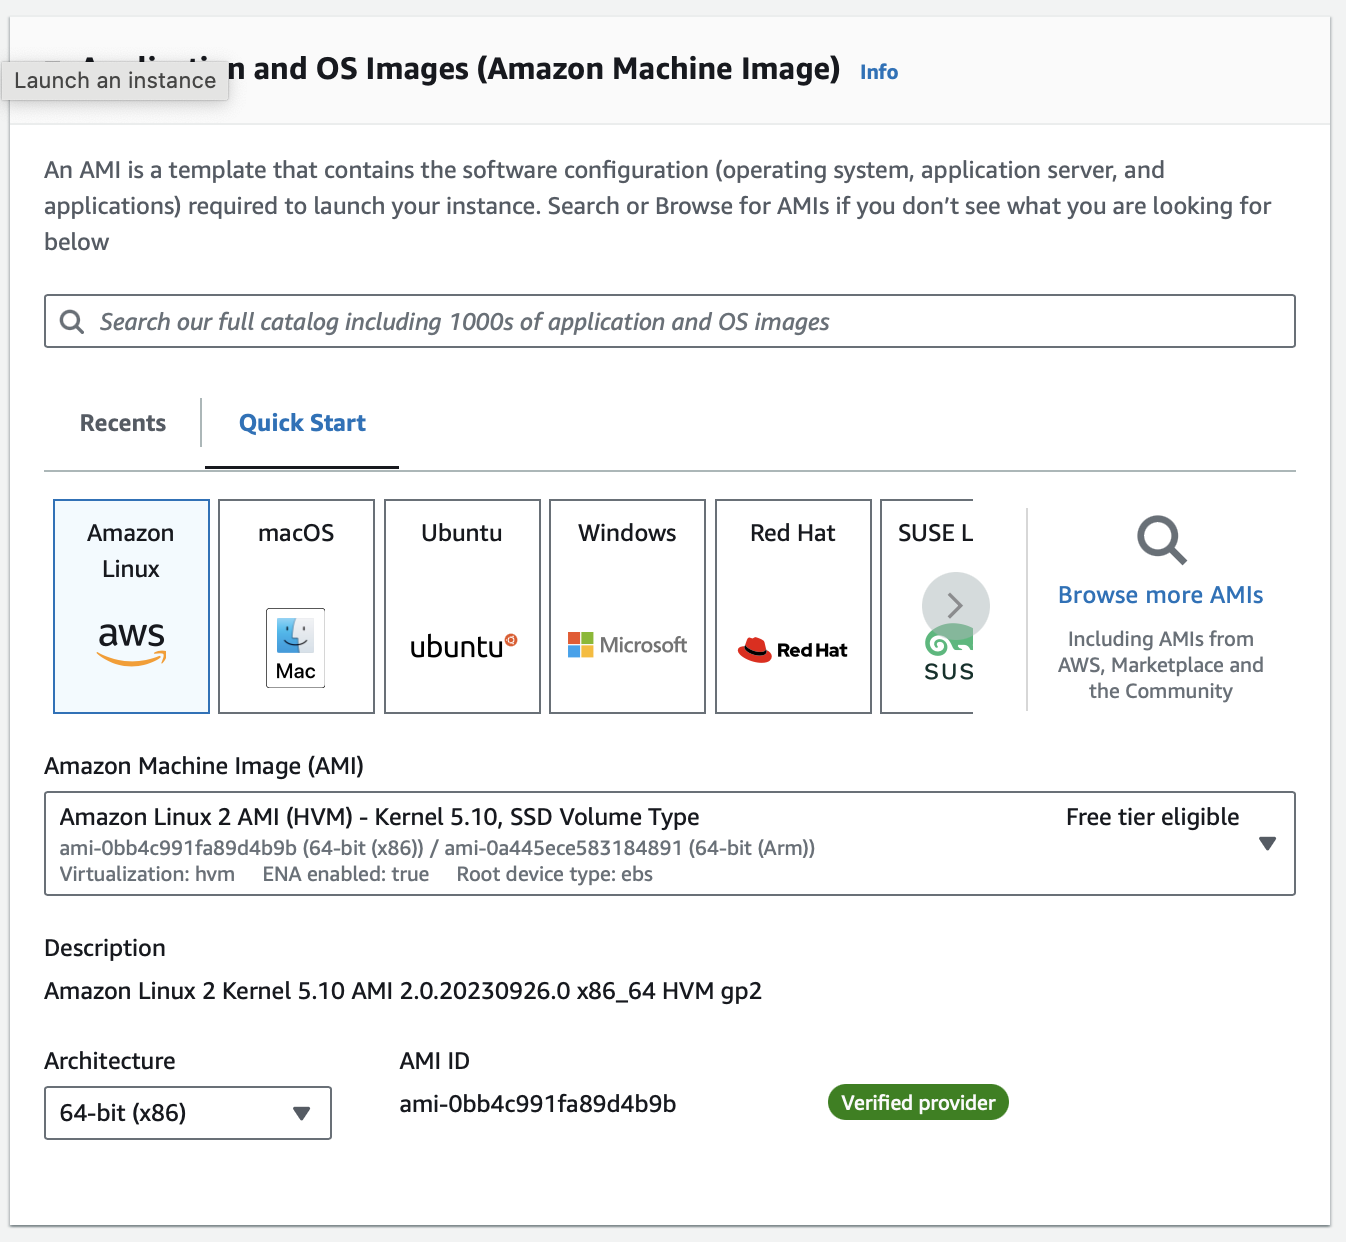 Launch an instance
and OS Images (Amazon Machine Image) Info
An AMI is a template that contains the software configuration (operating system, application server, and
applications) required to launch your instance. Search or Browse for AMIs if you don’t see what you are looking for
below
Search our full catalog including 1000s of application and OS images
Recents
Quick Start
Amazon
Linux
aws
macOS
Mac
Ubuntu
ubuntu
Windows
Microsoft
Red Hat
Red Hat
SUSE L
SUS
Browse more AMIs
Including AMIs from
AWS, Marketplace and
the Community
Amazon Machine Image (AMI)
Amazon Linux 2 AMI (HVM) - Kernel 5.10, SSD Volume Type
Free tier eligible
ami-0bb4c991fa89d4b9b (64-bit (x86)) / ami-0a445ece583184891 (64-bit (Arm))
Virtualization: hvm ENA enabled: true Root device type: ebs
Description
Amazon Linux 2 Kernel 5.10 AMI 2.0.20230926.0 x86_64 HVM gp2
Architecture
64-bit (x86)
AMI ID
ami-0bb4c991fa89d4b9b
Verified provider